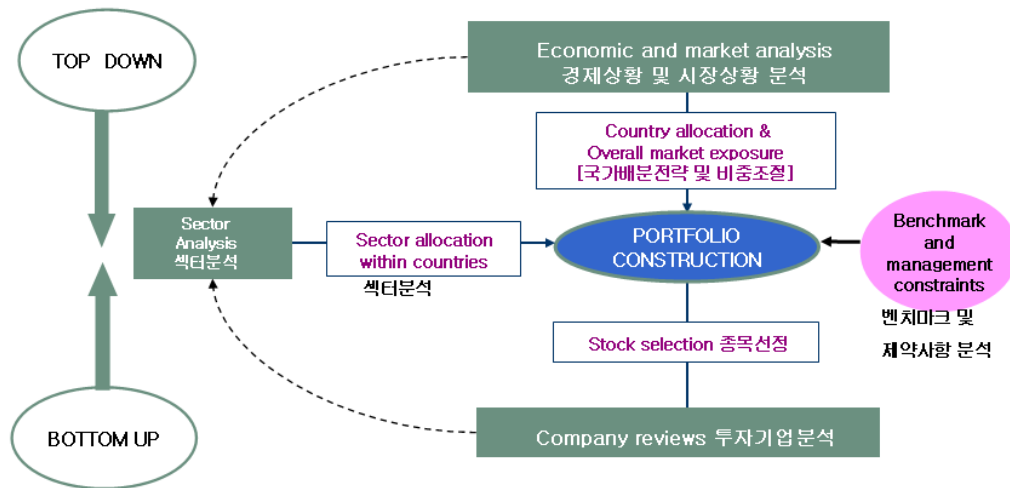 TOP DOWN
Economic and market analysis
경제상황 및 시장상황 분석
Country allocation &
Overall market exposure
[국가배분전략 및 비중조절]
Sector
Analysis
섹터분석
Sector allocation
within countries
섹터분석
PORTFOLIO
CONSTRUCTION
Benchmark
and
management
constraints
벤치마크 및
제약사항 분석
Stock selection 종목선정
BOTTOM UP
Company reviews 투자기업분석